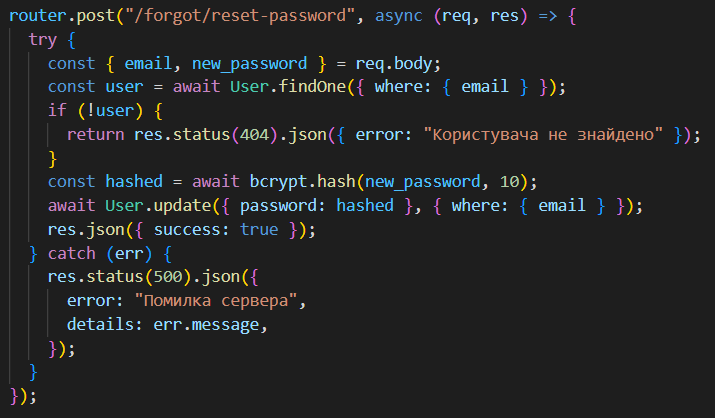 router.post("/forgot/reset-password", async (req, res) => {
  try {
    const { email, new_password } = req.body;
    const user = await User.findOne({ where: { email } });
    if (!user) {
      return res.status(404).json({ error: "Користувача не знайдено" });
    }
    const hashed = await bcrypt.hash(new_password, 10);
    await User.update({ password: hashed }, { where: { email } });
    res.json({ success: true });
  } catch (err) {
    res.status(500).json({
      error: "Помилка сервера",
      details: err.message,
    });
  }
});